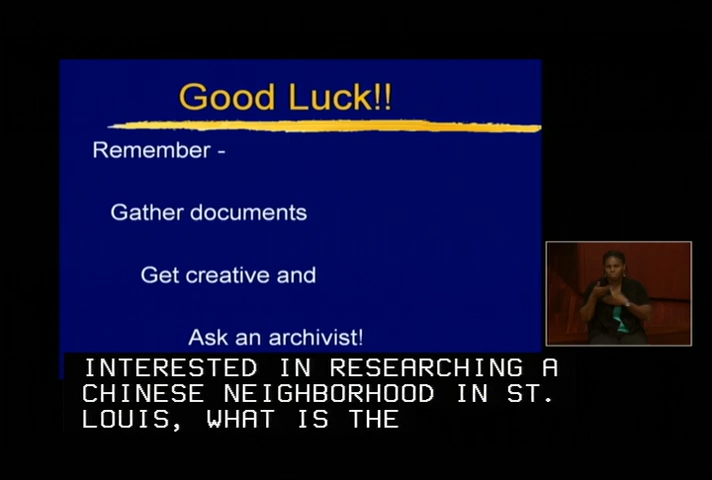 Good Luck!!
Remember -
Gather documents
Get creative and
Ask an archivist!
INTERESTED IN RESEARCHING A
CHINESE NEIGHBORHOOD IN ST.
LOUIS, WHAT IS THE